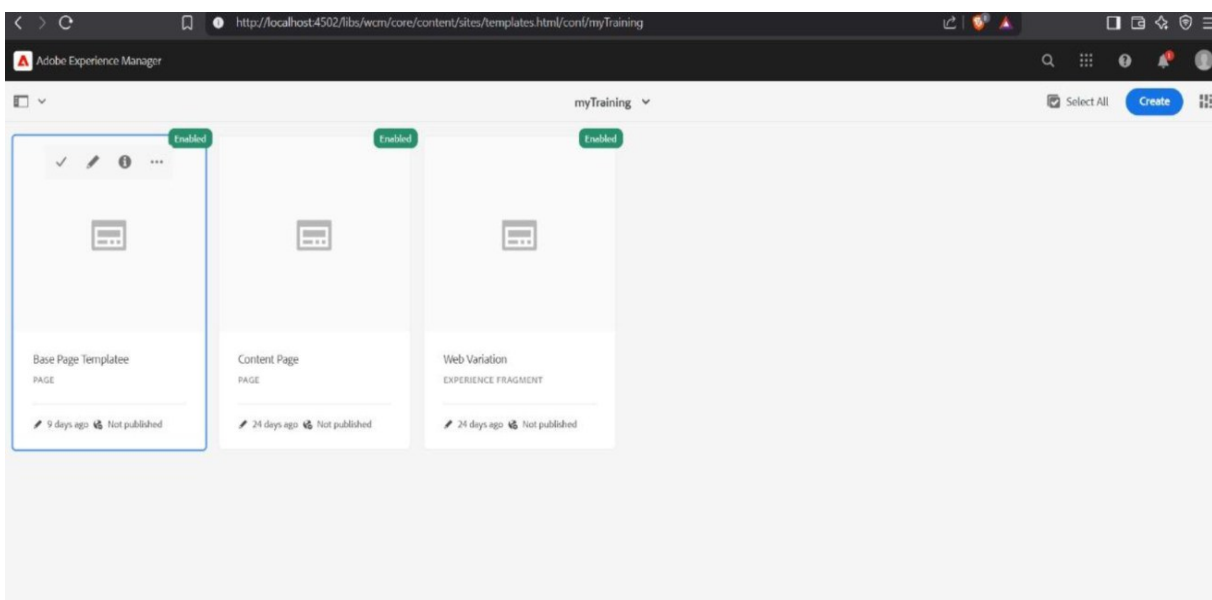 http://localhost:4502/libs/wcm/core/content/sites/templates.html/conf/myTraining
Adobe Experience Manager
myTraining
Select All
Create
Enabled
Enabled
Enabled
Base Page Templatee
PAGE
9 days ago Not published
Content Page
PAGE
24 days ago Not published
Web Variation
EXPERIENCE FRAGMENT
24 days ago Not published